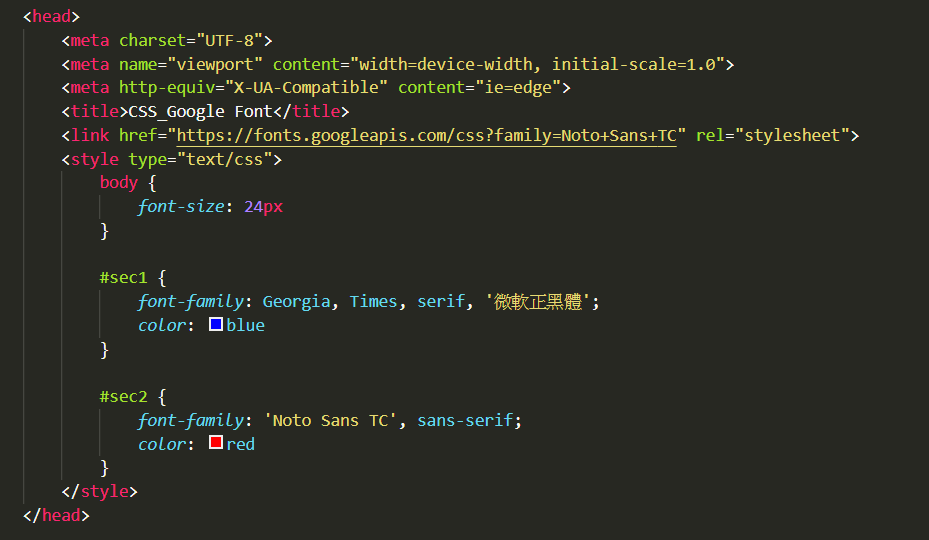 <head>
<meta charset="UTF-8">
<meta name="viewport" content="width=device-width, initial-scale=1.0">
<meta http-equiv="X-UA-Compatible" content="ie=edge">
<title>CSS_Google Font</title>
<link href="https://fonts.googleapis.com/css?family=Noto+Sans+TC" rel="stylesheet">
<style type="text/css">
body {
font-size: 24px
}
#sec1 {
font-family: Georgia, Times, serif, '微軟正黑體';
color: blue
}
#sec2 {
font-family: 'Noto Sans TC', sans-serif;
color: red
}
</style>
</head>